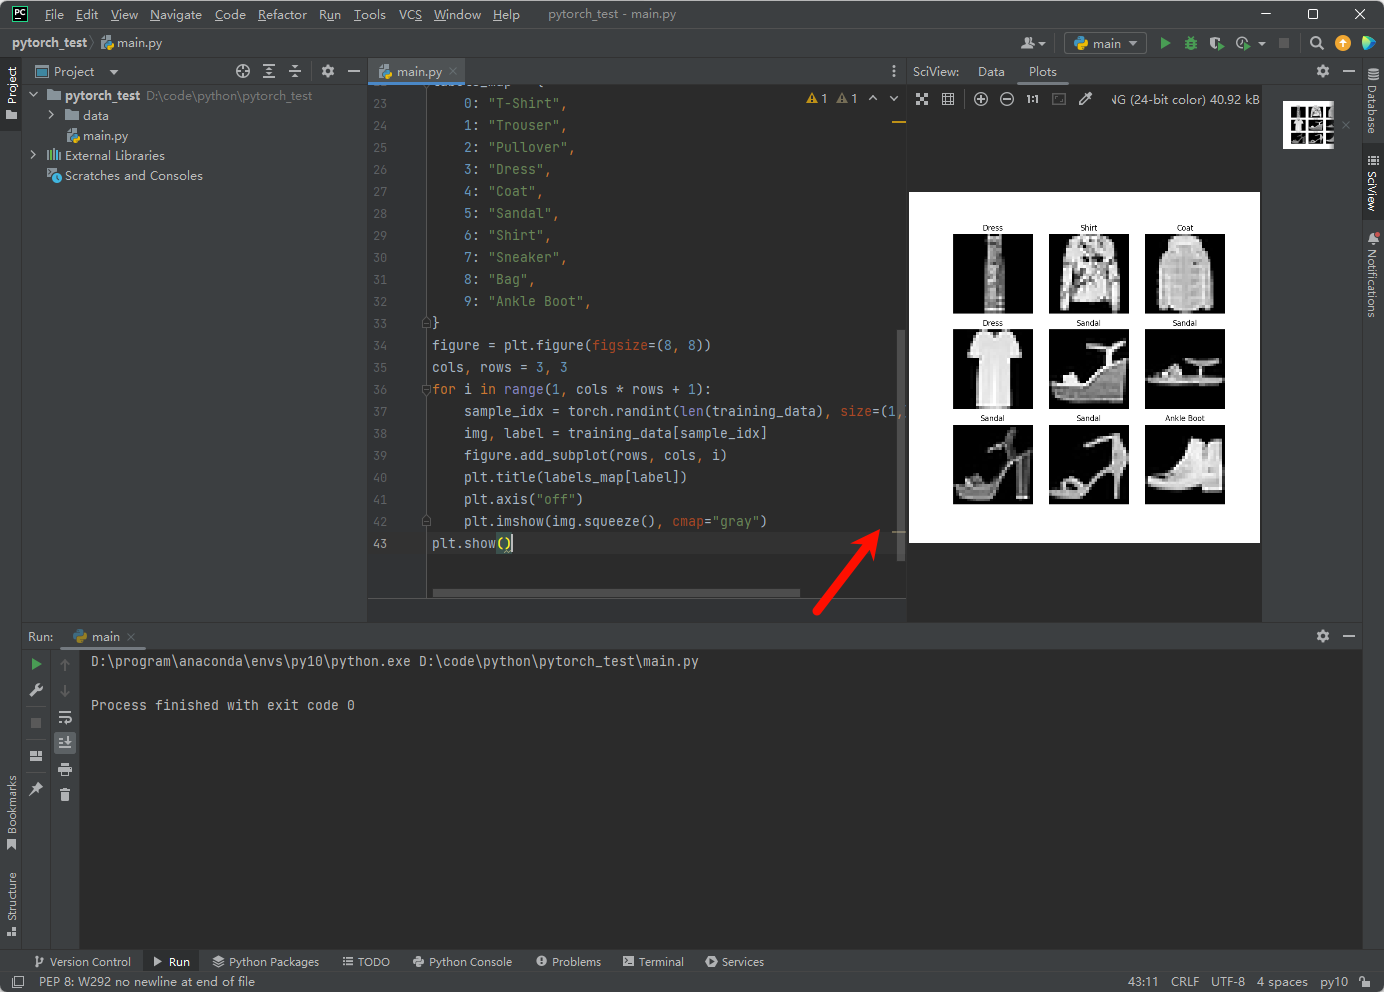 PC File Edit View Navigate Code Refactor Run Tools VCS Window Help pytorch_test - main.py
pytorch_test main.py main
Project main.py SciView: Data Plots
pytorch_test D:\code\python\pytorch_test
data
main.py
External Libraries
Scratches and Consoles
1 1
1:1 NG (24-bit color) 40.92 kB
23 0: "T-Shirt",
24 1: "Trouser",
25 2: "Pullover",
26 3: "Dress",
27 4: "Coat",
28 5: "Sandal",
29 6: "Shirt",
30 7: "Sneaker",
31 8: "Bag",
32 9: "Ankle Boot",
33 }
34 figure = plt.figure(figsize=(8, 8))
35 cols, rows = 3, 3
36 for i in range(1, cols * rows + 1):
37 sample_idx = torch.randint(len(training_data), size=(1,
38 img, label = training_data[sample_idx]
39 figure.add_subplot(rows, cols, i)
40 plt.title(labels_map[label])
41 plt.axis("off")
42 plt.imshow(img.squeeze(), cmap="gray")
43 plt.show()
Dress Shirt Coat
Dress Sandal Sandal
Sandal Sandal Ankle Boot
Project
Bookmarks
Structure
Database
SciView
Notifications
Run: main
D:\program\anaconda\envs\py10\python.exe D:\code\python\pytorch_test\main.py
Process finished with exit code 0
Version Control Run Python Packages TODO Python Console Problems Terminal Services
PEP 8: W292 no newline at end of file 43:11 CRLF UTF-8 4 spaces py10